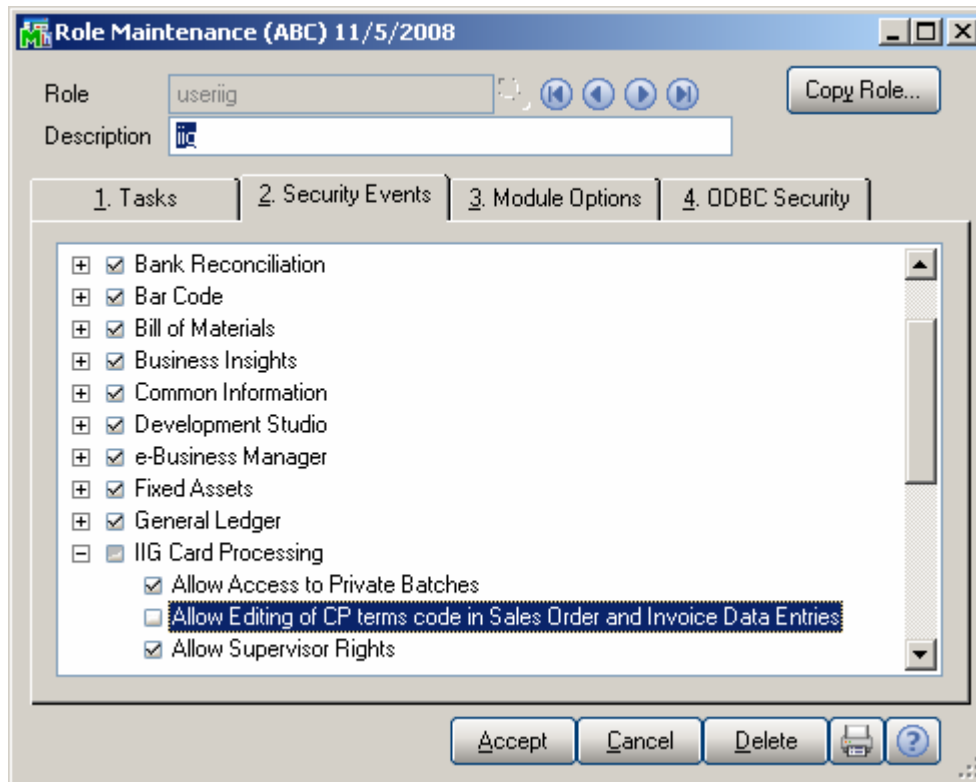 Role Maintenance (ABC) 11/5/2008
Role useriig Copy Role...
Description iig
1. Tasks 2. Security Events 3. Module Options 4. ODBC Security
Bank Reconciliation
Bar Code
Bill of Materials
Business Insights
Common Information
Development Studio
e-Business Manager
Fixed Assets
General Ledger
IIG Card Processing
Allow Access to Private Batches
Allow Editing of CP terms code in Sales Order and Invoice Data Entries
Allow Supervisor Rights
Accept Cancel Delete